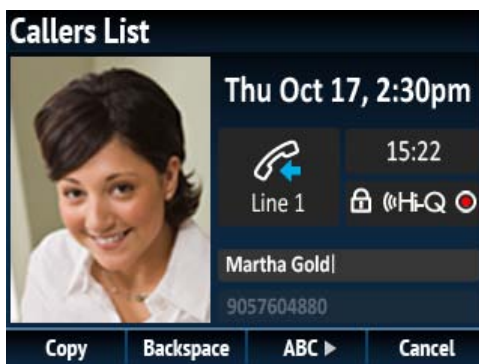 Callers List
Thu Oct 17, 2:30pm
15:22
Line 1
Hi-Q
Martha Gold
9057604880
Copy Backspace ABC Cancel